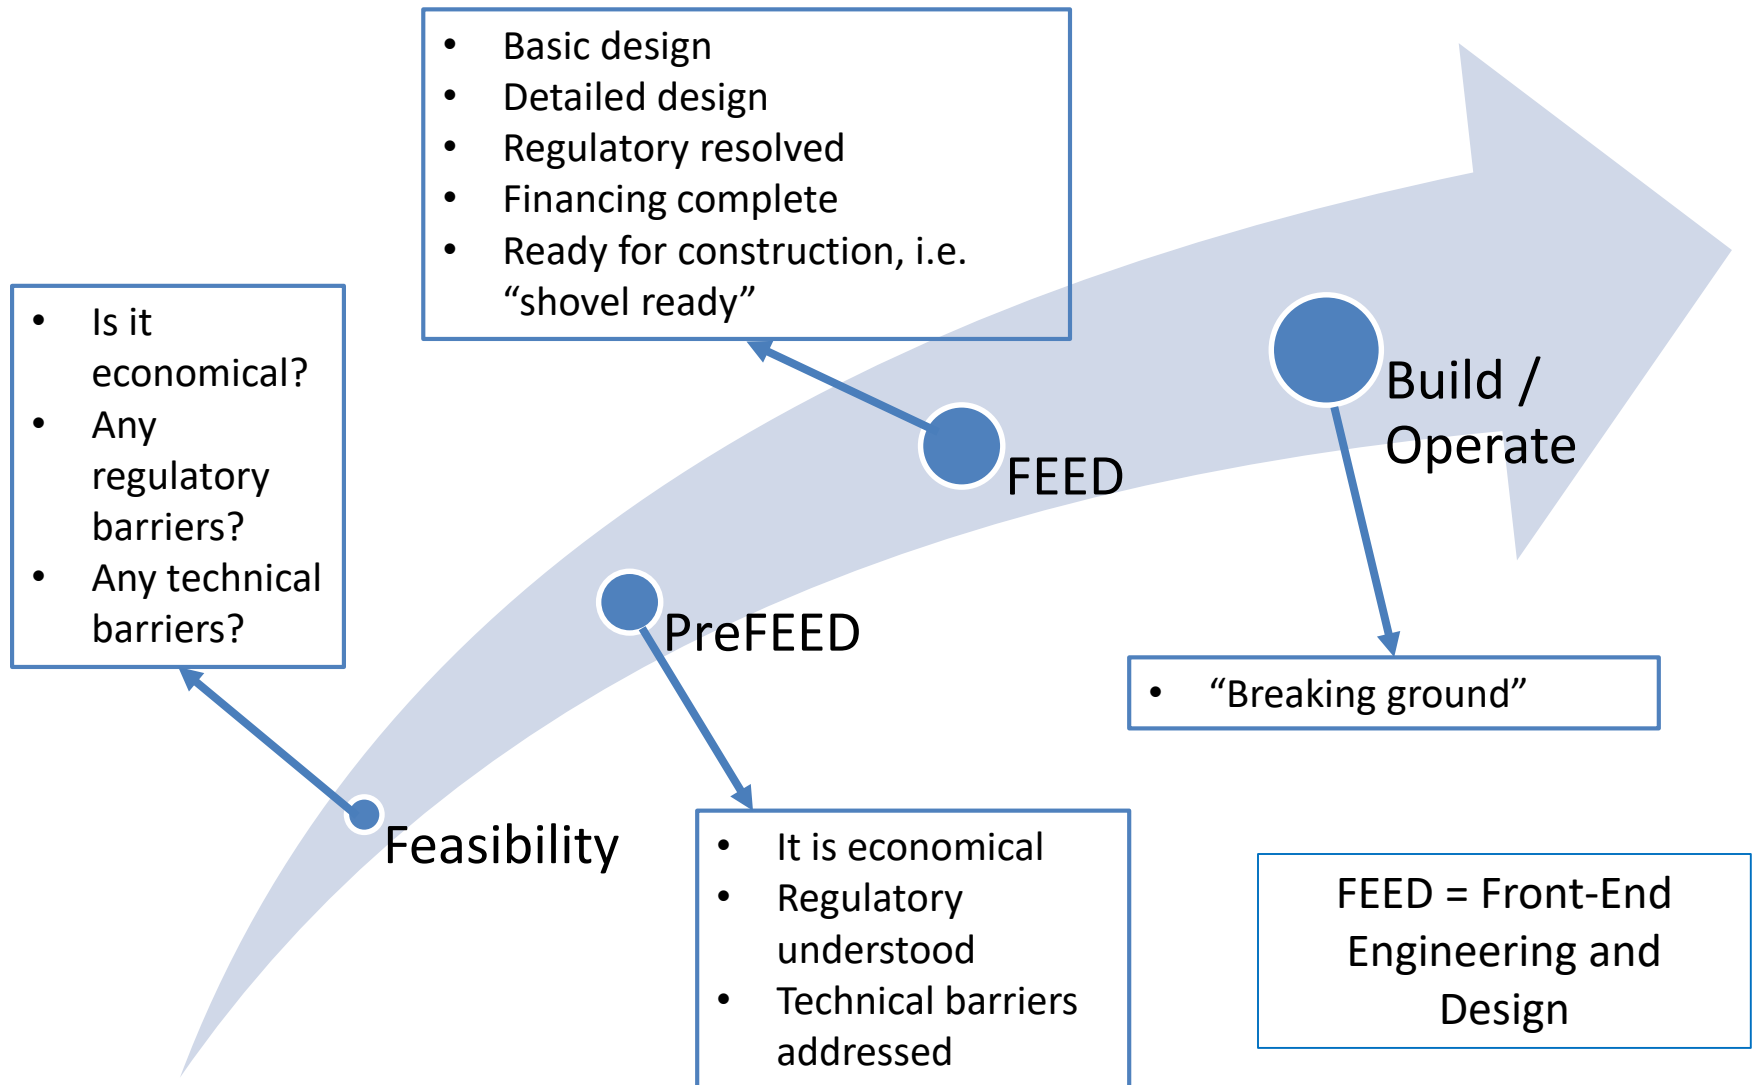 • Basic design
• Detailed design
• Regulatory resolved
• Financing complete
• Ready for construction, i.e.
“shovel ready”
• Is it
economical?
• Any
regulatory
barriers?
• Any technical
barriers?
Build /
Operate
FEED
PreFEED
• “Breaking ground”
Feasibility
• It is economical
• Regulatory
understood
• Technical barriers
addressed
FEED = Front-End
Engineering and
Design